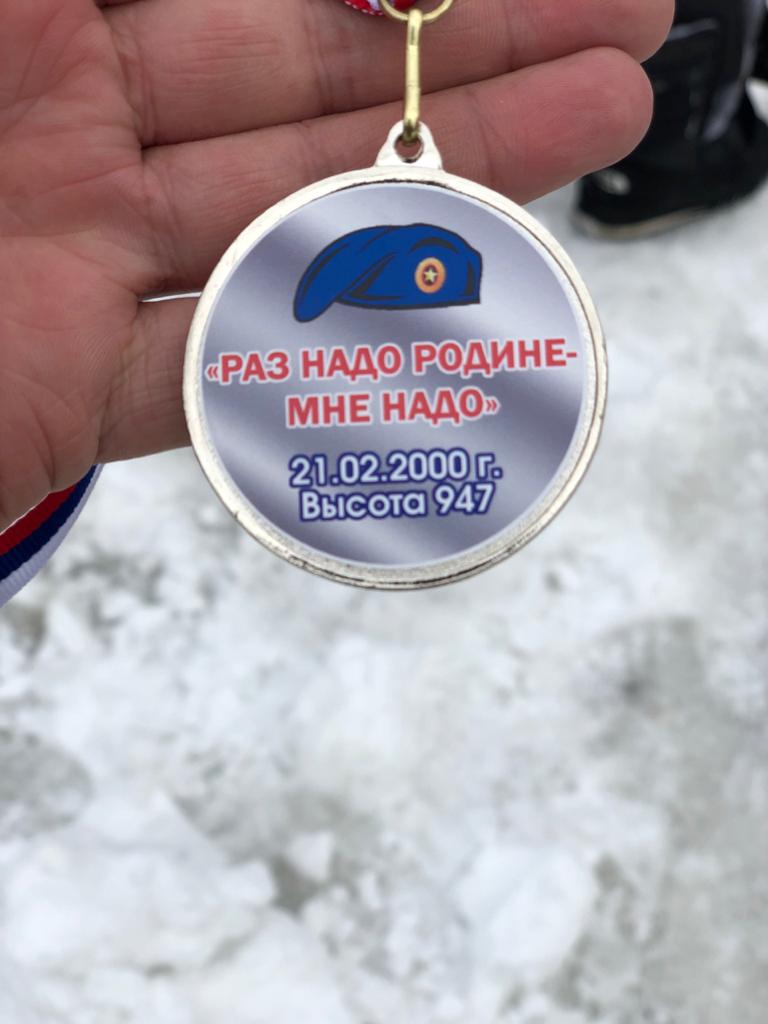 «РАЗ НАДО РОДИНЕ-
МНЕ НАДО»
21.02.2000 г.
Высота 947